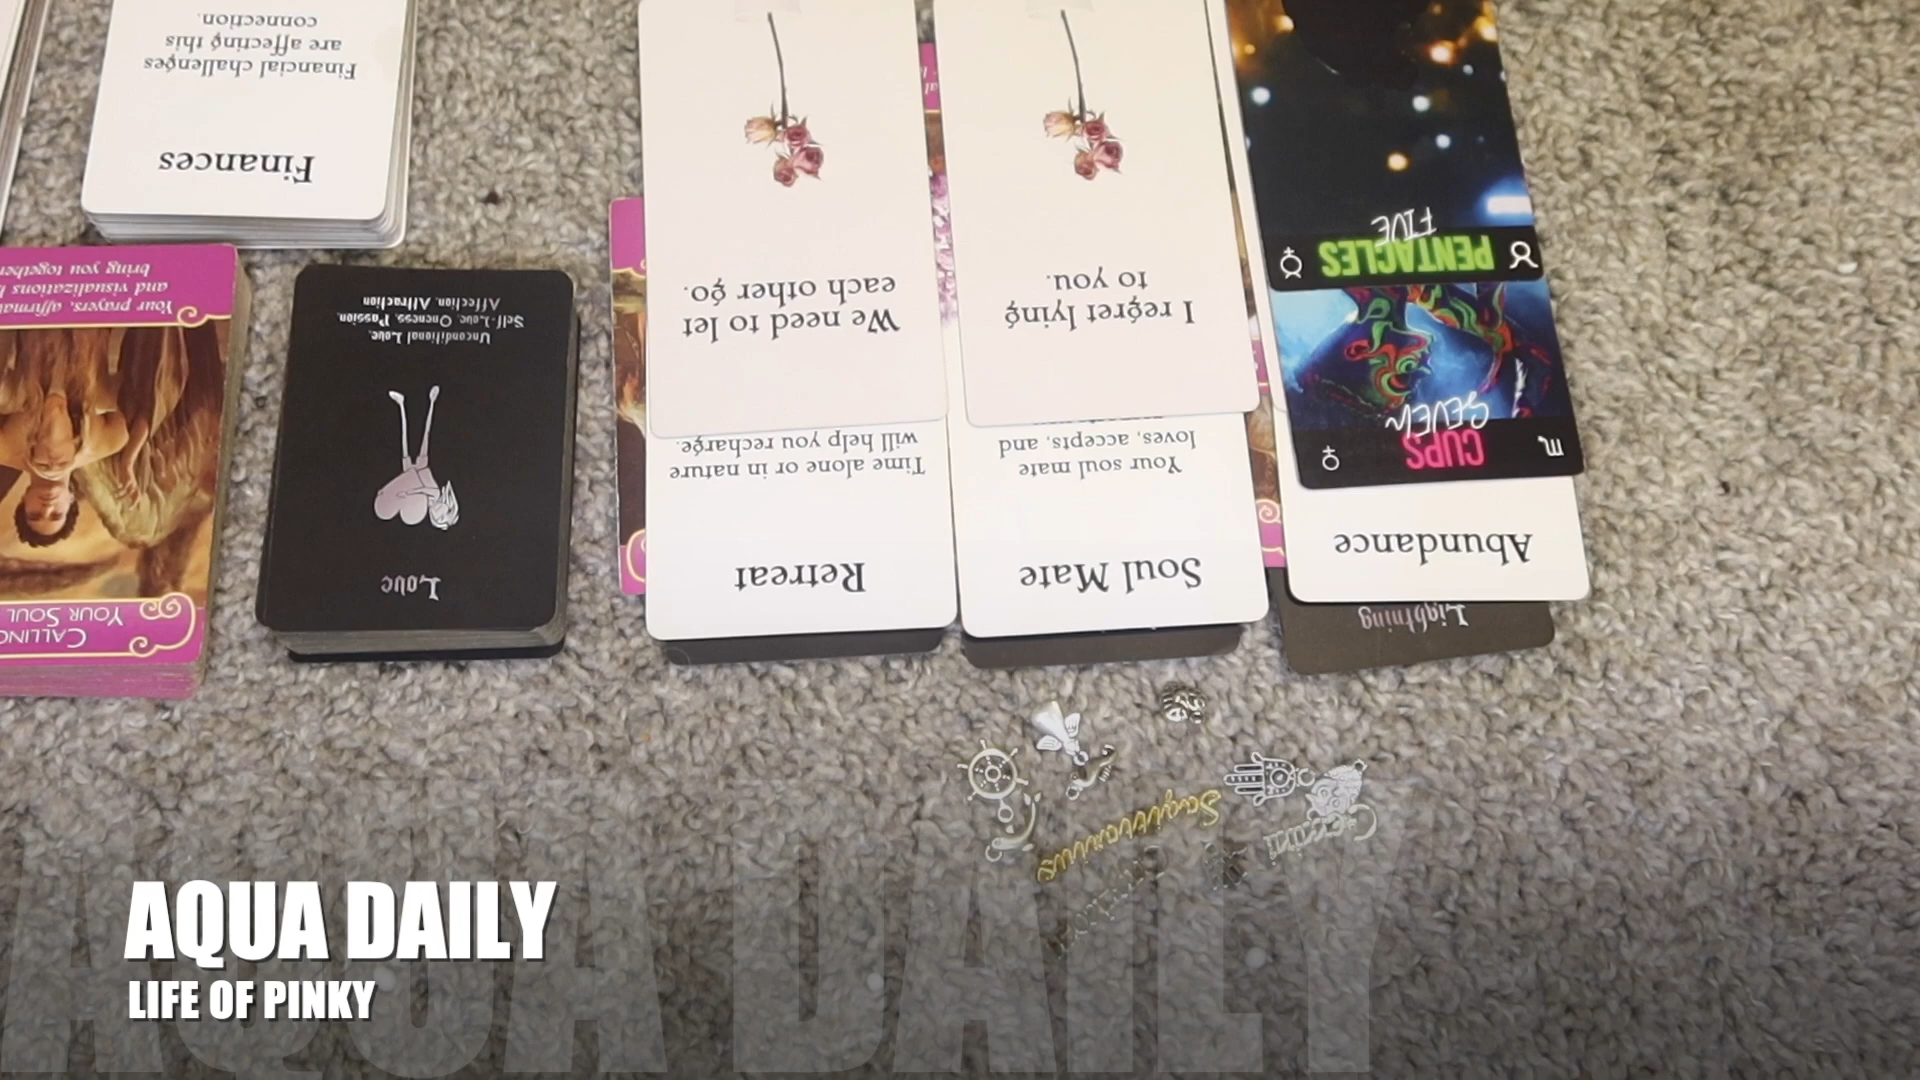 connection.
are affecting this
Financial challenges
Finances
bring you together
and visualizations
Your prayers,
CALLING
YOUR SOUL
Love
Unconditional Love,
Self-Love, Oneness, Passion,
Affection, Attraction
We need to let
each other go.
Retreat
Time alone or in nature
will help you recharge.
I regret lying
to you.
Soul Mate
Your soul mate
loves, accepts, and
FIVE
PENTACLES
SEVEN
CUPS
Abundance
Lightning
Sagittarius
Gemini
AQUA DAILY
AQUA DAILY
LIFE OF PINKY